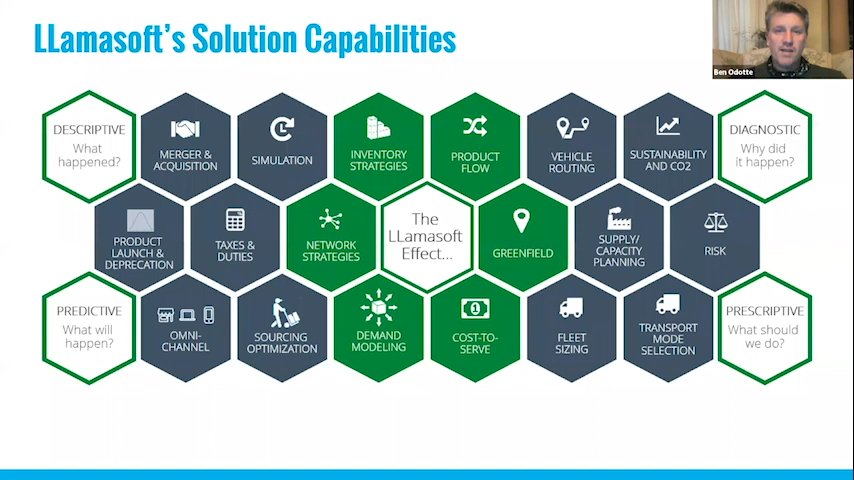 LLamasoft's Solution Capabilities
Ben Odotte
DESCRIPTIVE
What
happened?
MERGER &
ACQUISITION
SIMULATION
INVENTORY
STRATEGIES
PRODUCT
FLOW
VEHICLE
ROUTING
SUSTAINABILITY
AND CO2
DIAGNOSTIC
Why did
it happen?
PRODUCT
LAUNCH &
DEPRECATION
TAXES &
DUTIES
NETWORK
STRATEGIES
The
LLamasoft
Effect...
GREENFIELD
SUPPLY/
CAPACITY
PLANNING
RISK
PREDICTIVE
What will
happen?
OMNI-
CHANNEL
SOURCING
OPTIMIZATION
DEMAND
MODELING
COST-TO-
SERVE
FLEET
SIZING
TRANSPORT
MODE
SELECTION
PRESCRIPTIVE
What should
we do?